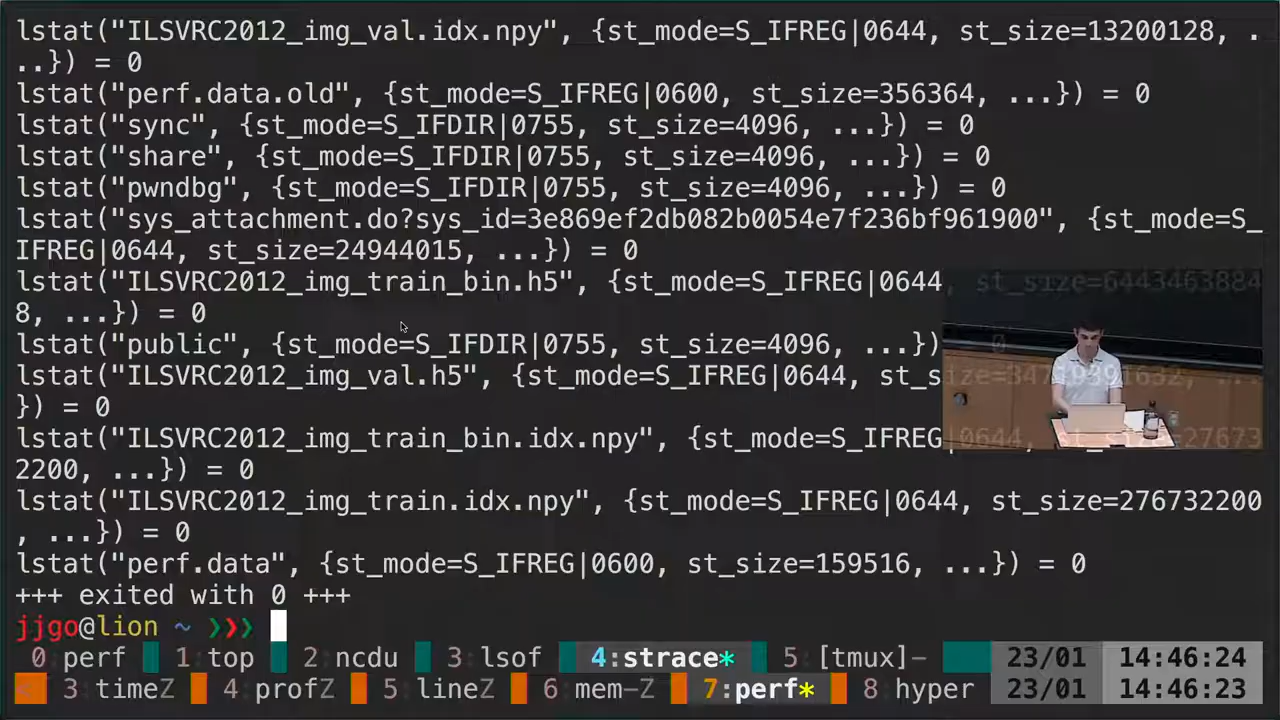 lstat("ILSVRC2012_img_val.idx.npy", {st_mode=S_IFREG|0644, st_size=13200128, .
..}) = 0
lstat("perf.data.old", {st_mode=S_IFREG|0600, st_size=356364, ...}) = 0
lstat("sync", {st_mode=S_IFDIR|0755, st_size=4096, ...}) = 0
lstat("share", {st_mode=S_IFDIR|0755, st_size=4096, ...}) = 0
lstat("pwndbg", {st_mode=S_IFDIR|0755, st_size=4096, ...}) = 0
lstat("sys_attachment.do?sys_id=3e869ef2db082b0054e7f236bf961900", {st_mode=S_
IFREG|0644, st_size=24944015, ...}) = 0
lstat("ILSVRC2012_img_train_bin.h5", {st_mode=S_IFREG|0644, st_size=6443463884
8, ...}) = 0
lstat("public", {st_mode=S_IFDIR|0755, st_size=4096, ...}) = 0
lstat("ILSVRC2012_img_val.h5", {st_mode=S_IFREG|0644, ...
}) = 0
lstat("ILSVRC2012_img_train_bin.idx.npy", {st_mode=S_IFREG|0644, st_size=27673
2200, ...}) = 0
lstat("ILSVRC2012_img_train.idx.npy", {st_mode=S_IFREG|0644, st_size=276732200
, ...}) = 0
lstat("perf.data", {st_mode=S_IFREG|0600, st_size=159516, ...}) = 0
+++ exited with 0 +++
jjgo@lion ~ ❯❯❯
0:perf 1:top 2:ncdu 3:lsof 4:strace* 5:[tmux]- 23/01 14:46:24
3:timeZ 4:profZ 5:lineZ 6:mem-Z 7:perf* 8:hyper 23/01 14:46:23